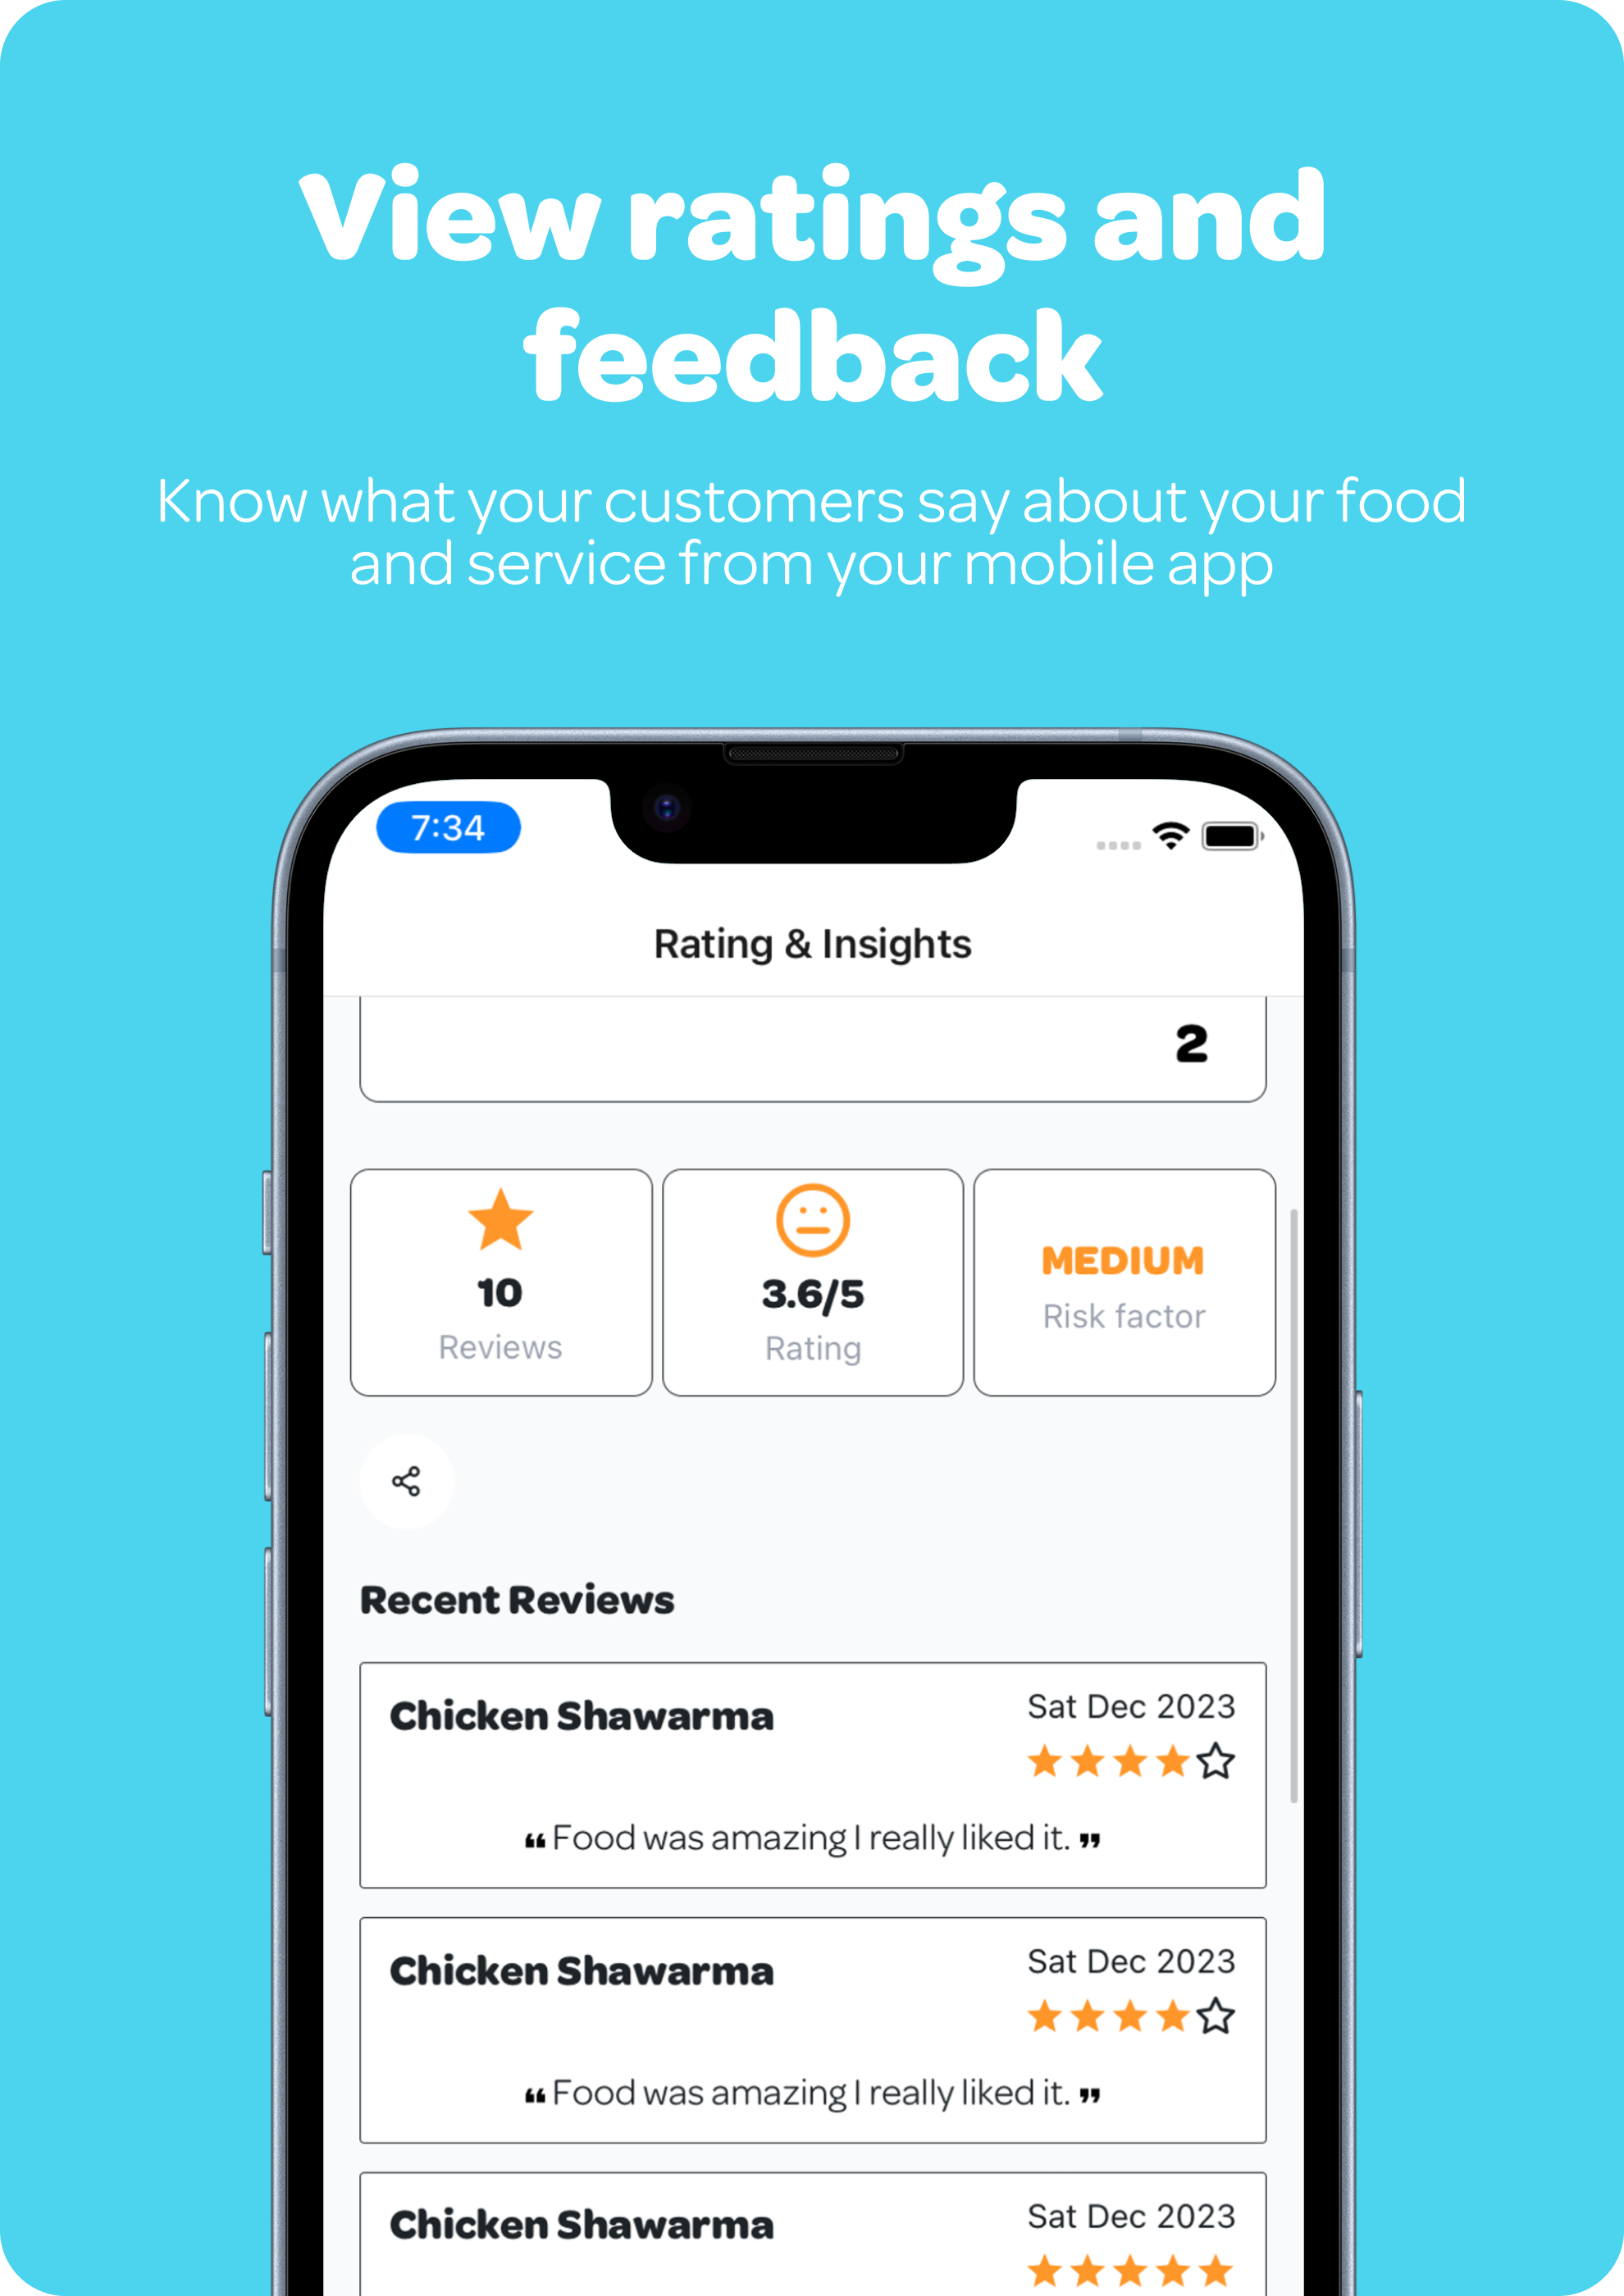 View ratings and
feedback
Know what your customers say about your food
and service from your mobile app
7:34
Rating & Insights
2
10
Reviews
3.6/5
Rating
MEDIUM
Risk factor
Recent Reviews
Chicken Shawarma
Sat Dec 2023
❝ Food was amazing I really liked it. ❞
Chicken Shawarma
Sat Dec 2023
❝ Food was amazing I really liked it. ❞
Chicken Shawarma
Sat Dec 2023